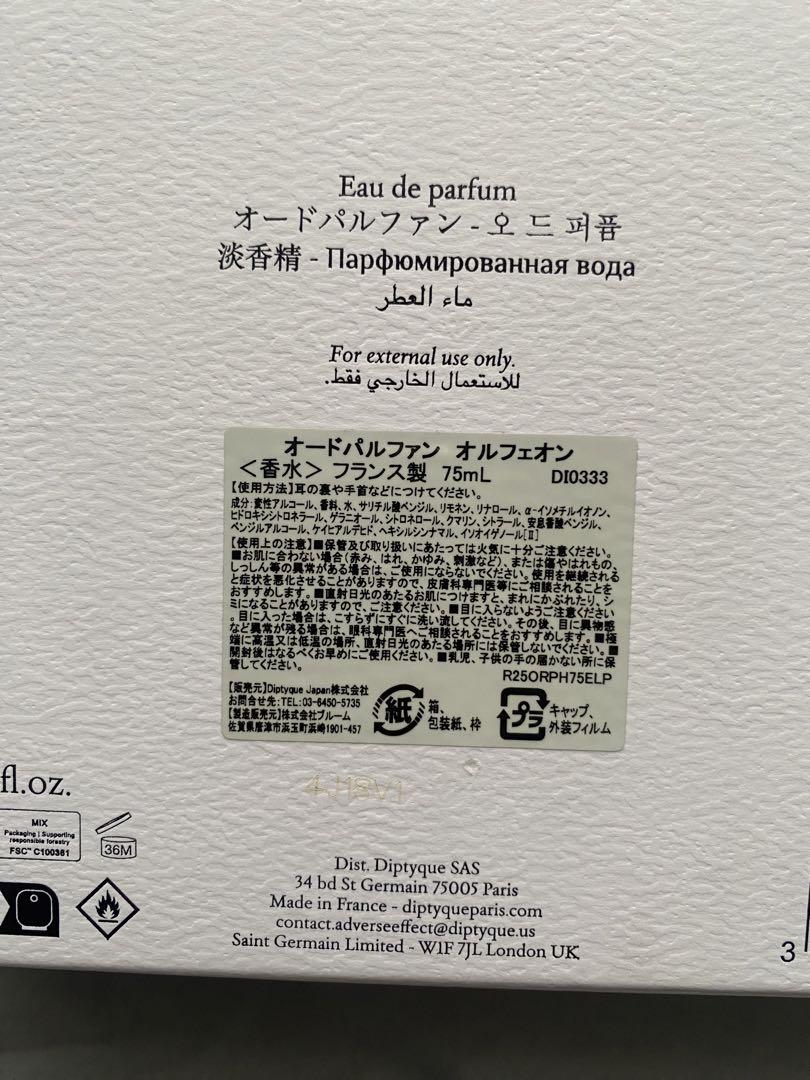 Eau de parfum
オードパルファン - 오 드 퍼퓸
淡香精 - Парфюмированная вода
ماء العطر
For external use only.
للاستعمال الخارجي فقط.
オードパルファン オルフェオン
＜香水＞ フランス製 75mL DI0333
【使用方法】耳の裏や手首などにつけてください。
成分:変性アルコール、香料、水、サリチル酸ベンジル、リモネン、リナロール、α-イソメチルイオノン、
ヒドロキシシトロネラール、ゲラニオール、シトロネロール、クマリン、シトラール、安息香酸ベンジル、
ベンジルアルコール、ケイヒアルデヒド、ヘキシルシンナマル、イソオイゲノール[Ⅱ]
【使用上の注意】■保管及び取り扱いにあたっては火気に十分ご注意ください。
■お肌に合わない場合(赤み、はれ、かゆみ、刺激など)、または傷やはれもの、
しっしん等の異常がある場合は、ご使用にならないでください。使用を継続される
と症状を悪化させることがありますので、皮膚科専門医等にご相談されることを
おすすめします。■直射日光のあたるお肌につけますと、まれにかぶれたり、シ
ミになることがありますので、ご注意ください。■目に入らないようご注意ください
。目に入った場合は、こすらずにすぐに洗い流してください。その後、目に異物感
など異常が残る場合は、眼科専門医へご相談されることをおすすめします。■極
端に高温又は低温の場所、直射日光のあたる場所には保管しないでください。■
開封後はなるべくお早めにご使用ください。■乳児、子供の手の届かない所に保
管してください。
R25ORPH75ELP
【販売元】Diptyque Japan株式会社
お問合せ先:TEL:03-6450-5735
【製造販売元】株式会社ブルーム
佐賀県唐津市浜玉町浜崎1901-457
紙 箱、
包装紙、枠
プラ キャップ、
外装フィルム
fl.oz.
4J18V1
MIX
Packaging | Supporting
responsible forestry
FSC™ C100361
36M
Dist. Diptyque SAS
34 bd St Germain 75005 Paris
Made in France - diptyqueparis.com
contact.adverseeffect@diptyque.us
Saint Germain Limited - W1F 7JL London UK
3